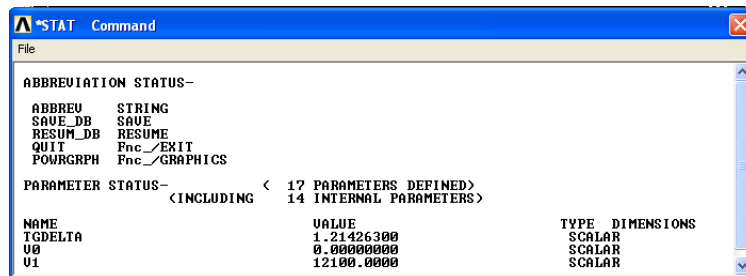 *STAT Command
File
ABBREVIATION STATUS-
ABBREV STRING
SAVE_DB SAVE
RESUM_DB RESUME
QUIT Fnc_/EXIT
POWRGRPH Fnc_/GRAPHICS
PARAMETER STATUS- ( 17 PARAMETERS DEFINED)
(INCLUDING 14 INTERNAL PARAMETERS)
NAME VALUE TYPE DIMENSIONS
TGDELTA 1.21426300 SCALAR
V0 0.00000000 SCALAR
V1 12100.0000 SCALAR